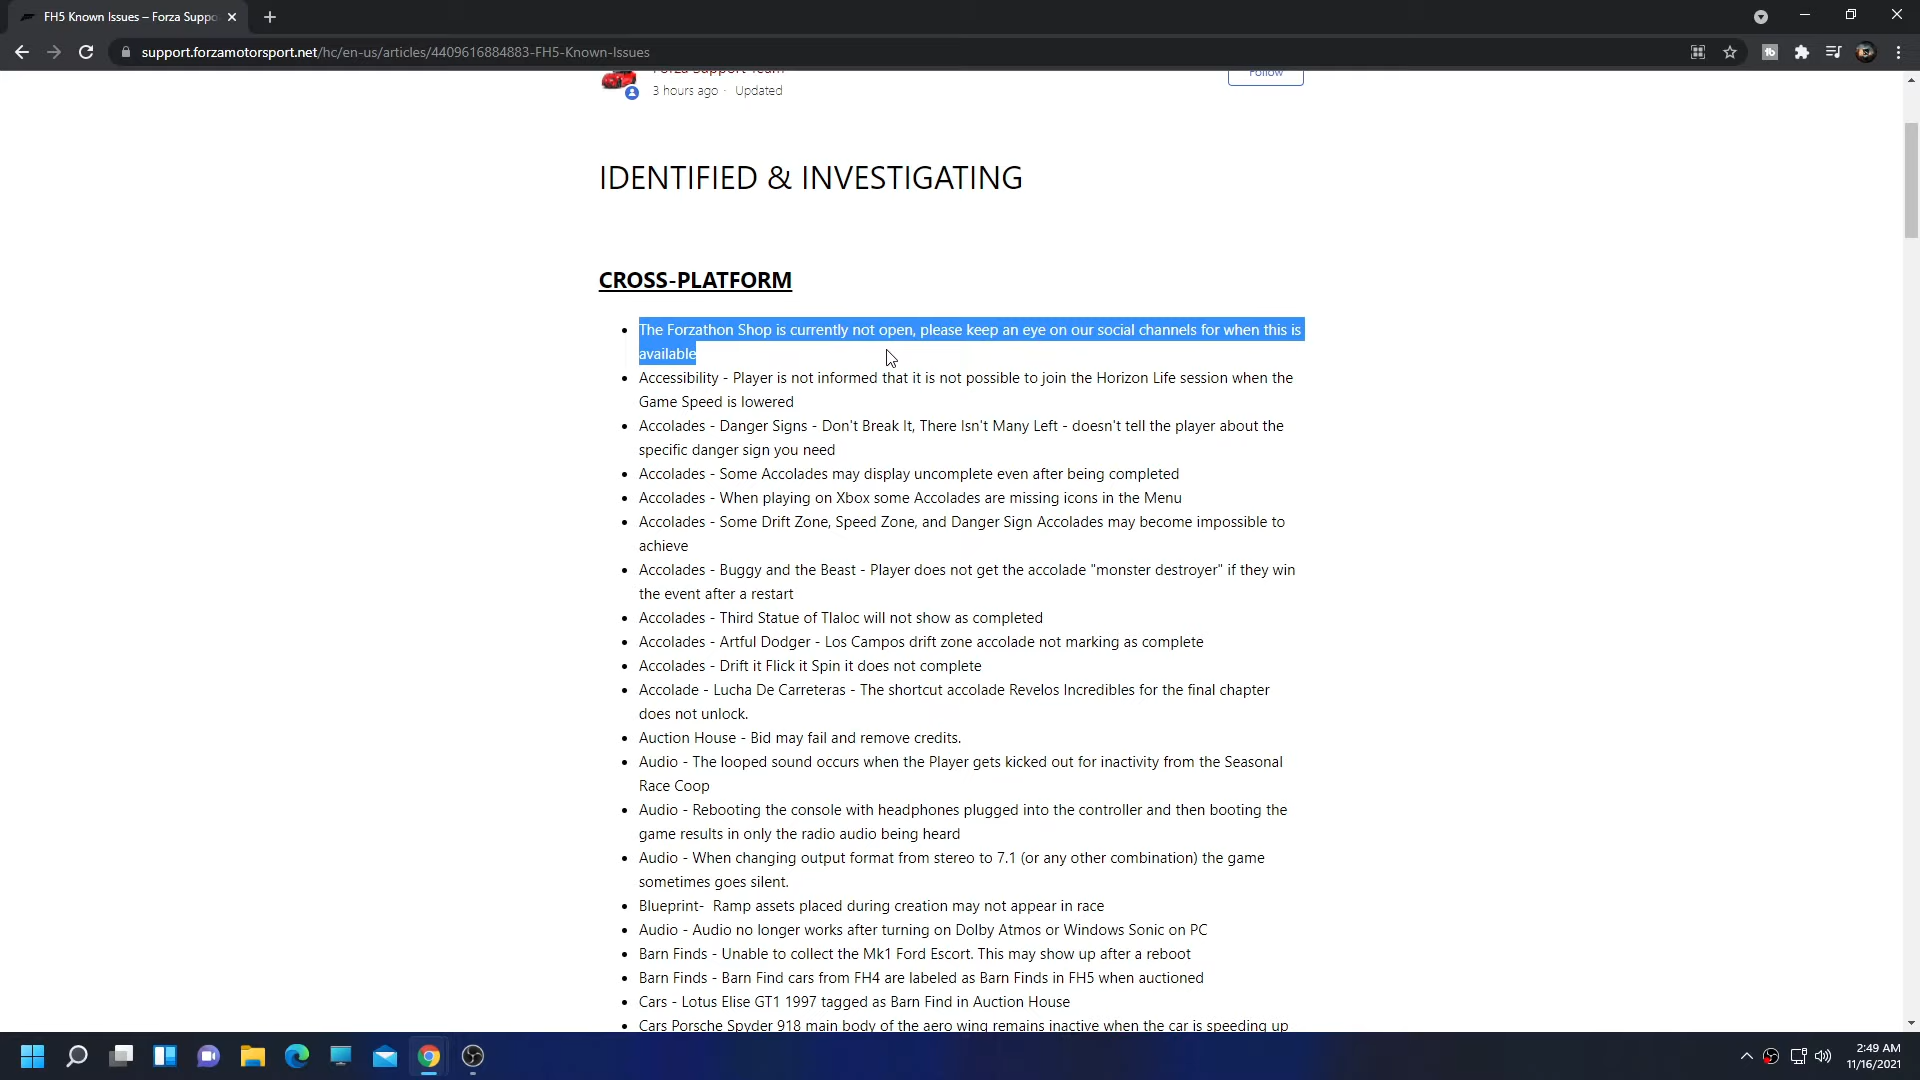 FH5 Known Issues – Forza Suppo
support.forzamotorsport.net/hc/en-us/articles/4409616884883-FH5-Known-Issues
Forza Support Team
Follow
3 hours ago · Updated
IDENTIFIED & INVESTIGATING
CROSS-PLATFORM
The Forzathon Shop is currently not open, please keep an eye on our social channels for when this is
available
Accessibility - Player is not informed that it is not possible to join the Horizon Life session when the
Game Speed is lowered
Accolades - Danger Signs - Don't Break It, There Isn't Many Left - doesn't tell the player about the
specific danger sign you need
Accolades - Some Accolades may display uncomplete even after being completed
Accolades - When playing on Xbox some Accolades are missing icons in the Menu
Accolades - Some Drift Zone, Speed Zone, and Danger Sign Accolades may become impossible to
achieve
Accolades - Buggy and the Beast - Player does not get the accolade "monster destroyer" if they win
the event after a restart
Accolades - Third Statue of Tlaloc will not show as completed
Accolades - Artful Dodger - Los Campos drift zone accolade not marking as complete
Accolades - Drift it Flick it Spin it does not complete
Accolade - Lucha De Carreteras - The shortcut accolade Revelos Incredibles for the final chapter
does not unlock.
Auction House - Bid may fail and remove credits.
Audio - The looped sound occurs when the Player gets kicked out for inactivity from the Seasonal
Race Coop
Audio - Rebooting the console with headphones plugged into the controller and then booting the
game results in only the radio audio being heard
Audio - When changing output format from stereo to 7.1 (or any other combination) the game
sometimes goes silent.
Blueprint-  Ramp assets placed during creation may not appear in race
Audio - Audio no longer works after turning on Dolby Atmos or Windows Sonic on PC
Barn Finds - Unable to collect the Mk1 Ford Escort. This may show up after a reboot
Barn Finds - Barn Find cars from FH4 are labeled as Barn Finds in FH5 when auctioned
Cars - Lotus Elise GT1 1997 tagged as Barn Find in Auction House
Cars Porsche Spyder 918 main body of the aero wing remains inactive when the car is speeding up
2:49 AM
11/16/2021